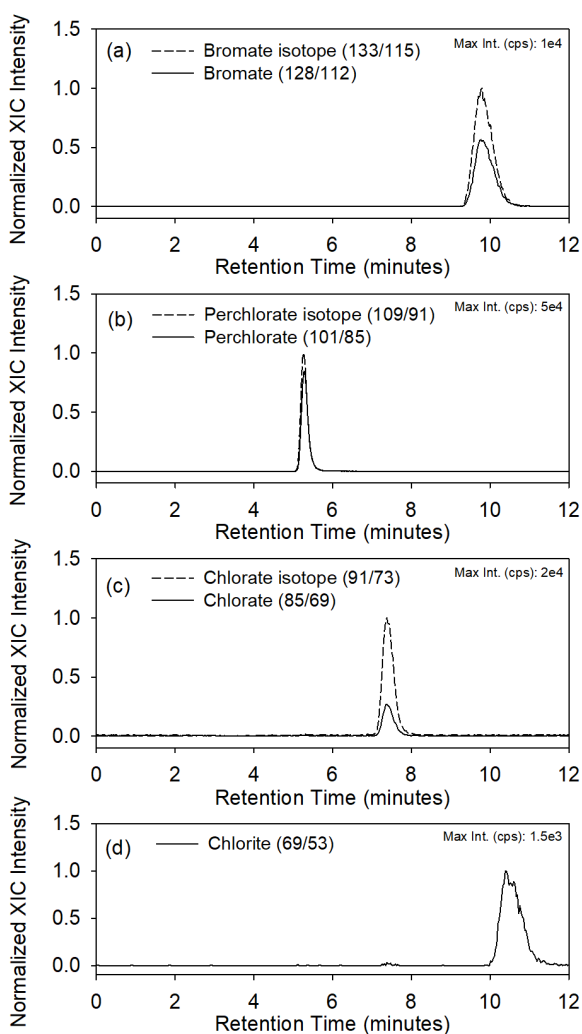 (a)
Bromate isotope (133/115)
Bromate (128/112)
Max Int. (cps): 1e4
Normalized XIC Intensity
1.5
1.0
0.5
0.0
0 2 4 6 8 10 12
Retention Time (minutes)
(b)
Perchlorate isotope (109/91)
Perchlorate (101/85)
Max Int. (cps): 5e4
Normalized XIC Intensity
1.5
1.0
0.5
0.0
0 2 4 6 8 10 12
Retention Time (minutes)
(c)
Chlorate isotope (91/73)
Chlorate (85/69)
Max Int. (cps): 2e4
Normalized XIC Intensity
1.5
1.0
0.5
0.0
0 2 4 6 8 10 12
Retention Time (minutes)
(d)
Chlorite (69/53)
Max Int. (cps): 1.5e3
Normalized XIC Intensity
1.5
1.0
0.5
0.0
0 2 4 6 8 10 12
Retention Time (minutes)